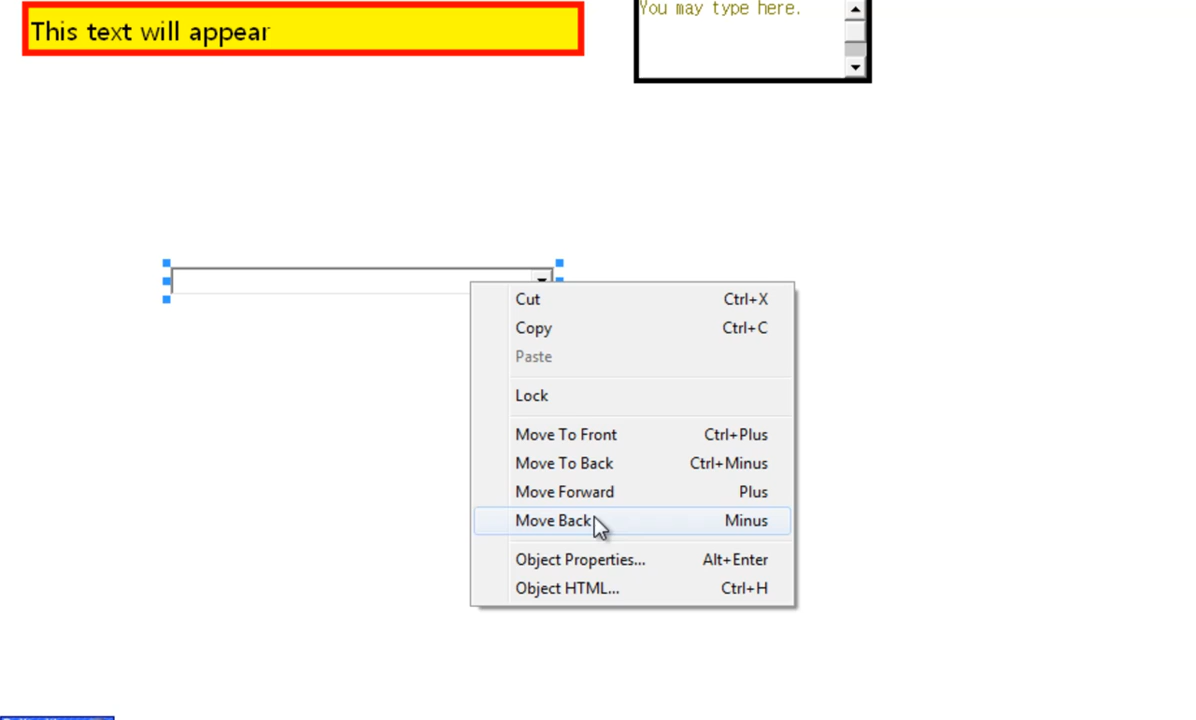 This text will appear
You may type here.
Cut Ctrl+X
Copy Ctrl+C
Paste
Lock
Move To Front Ctrl+Plus
Move To Back Ctrl+Minus
Move Forward Plus
Move Back Minus
Object Properties... Alt+Enter
Object HTML... Ctrl+H